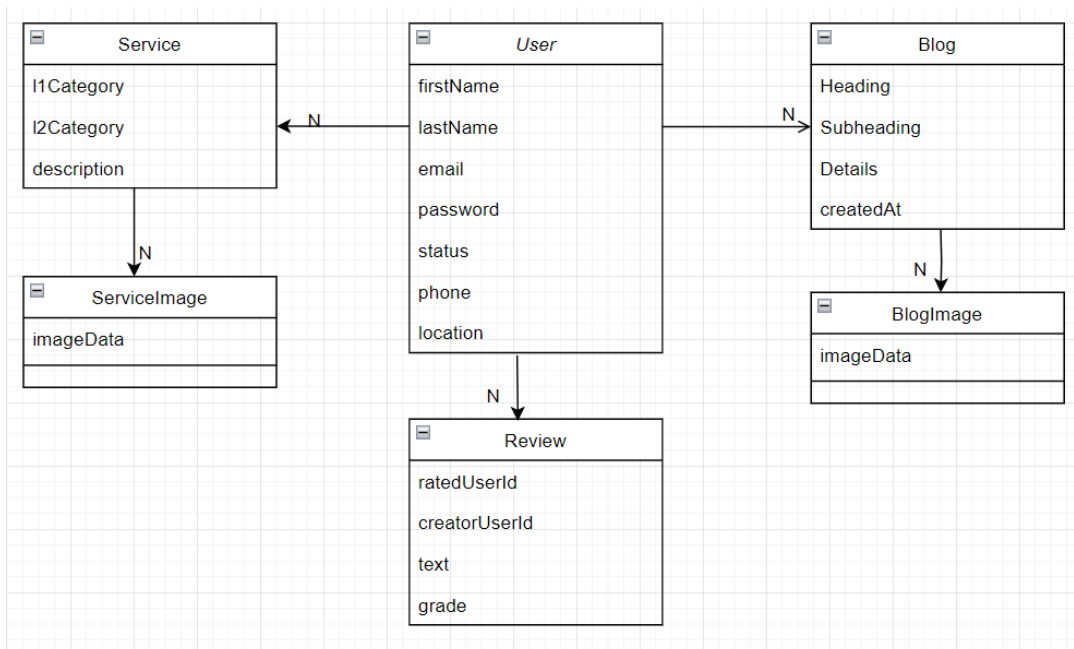 Service
l1Category
l2Category
description
N
N
ServiceImage
imageData
User
firstName
lastName
email
password
status
phone
location
N
Review
ratedUserId
creatorUserId
text
grade
N
Blog
Heading
Subheading
Details
createdAt
N
BlogImage
imageData